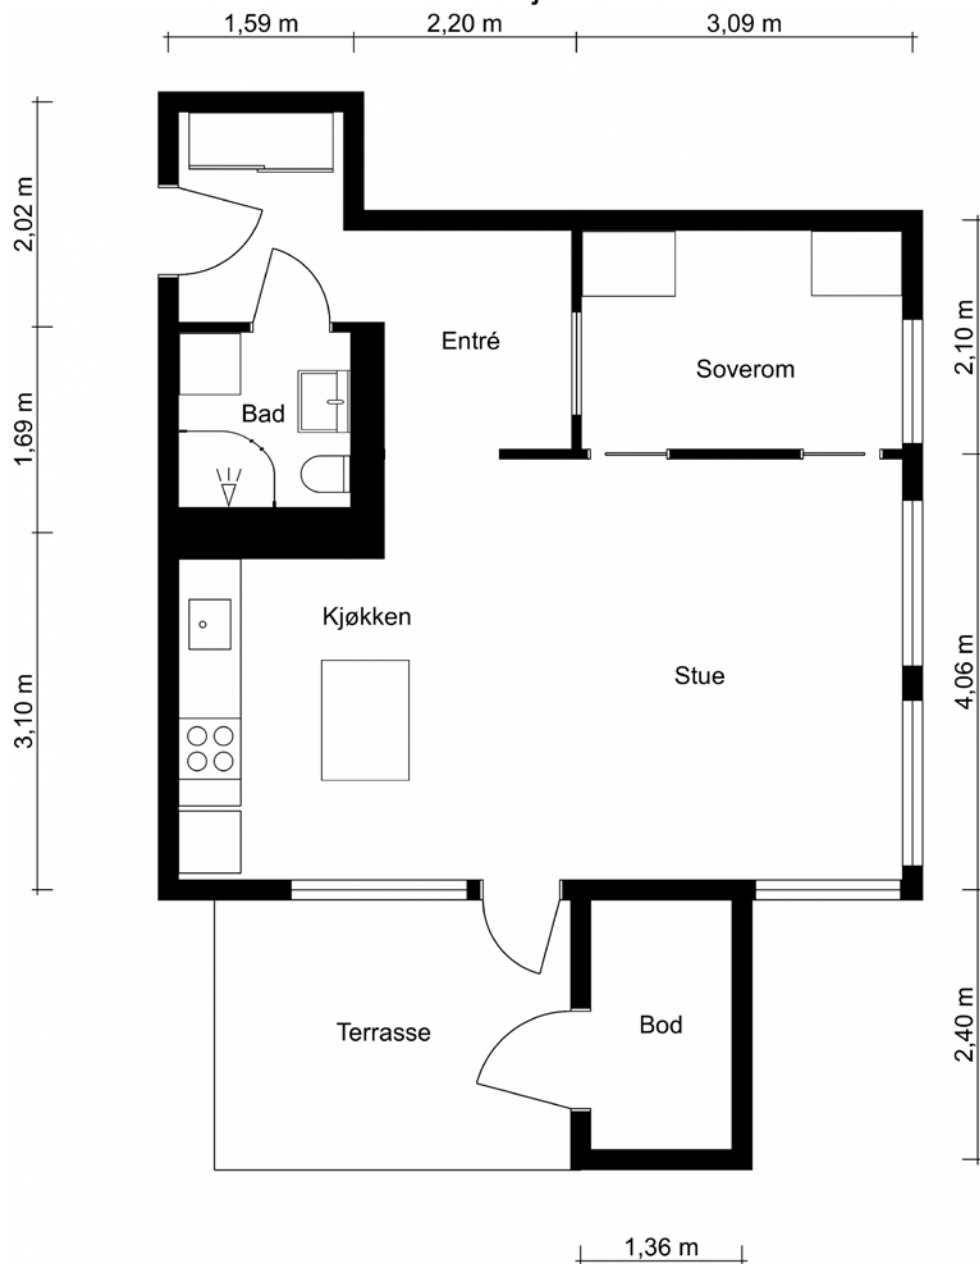 1,59 m
2,20 m
3,09 m
2,02 m
2,10 m
Entré
Soverom
Bad
1,69 m
Kjøkken
Stue
4,06 m
3,10 m
Terrasse
Bod
2,40 m
1,36 m